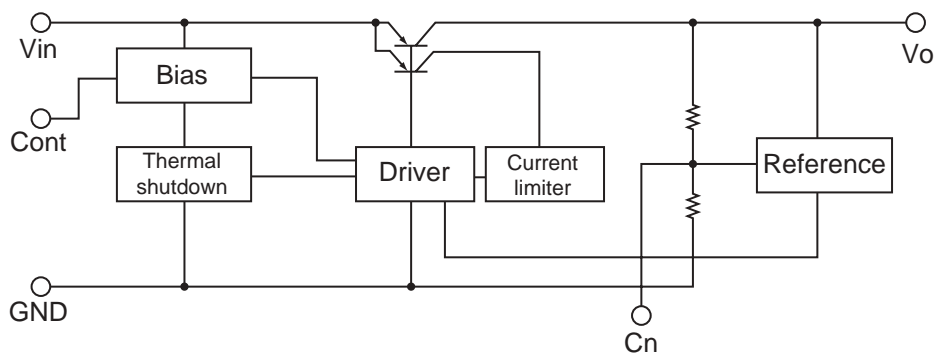 Vin
Vo
Bias
Cont
Thermal
shutdown
Driver
Current
limiter
Reference
GND
Cn